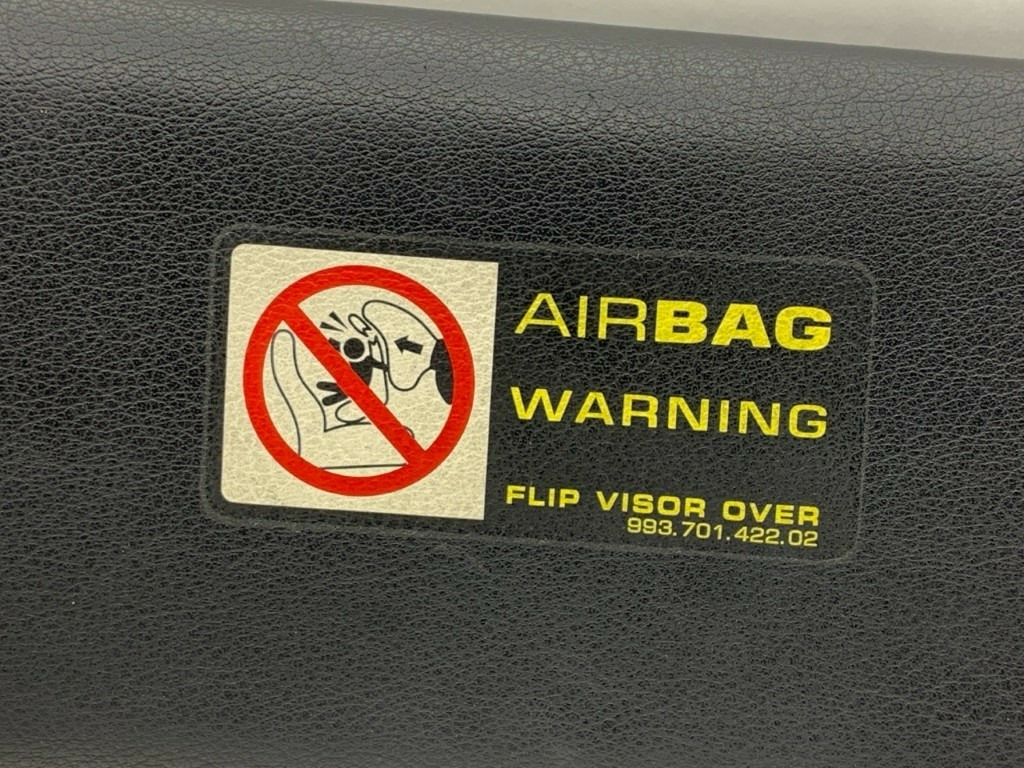 AIRBAG
WARNING
FLIP VISOR OVER
993.701.422.02